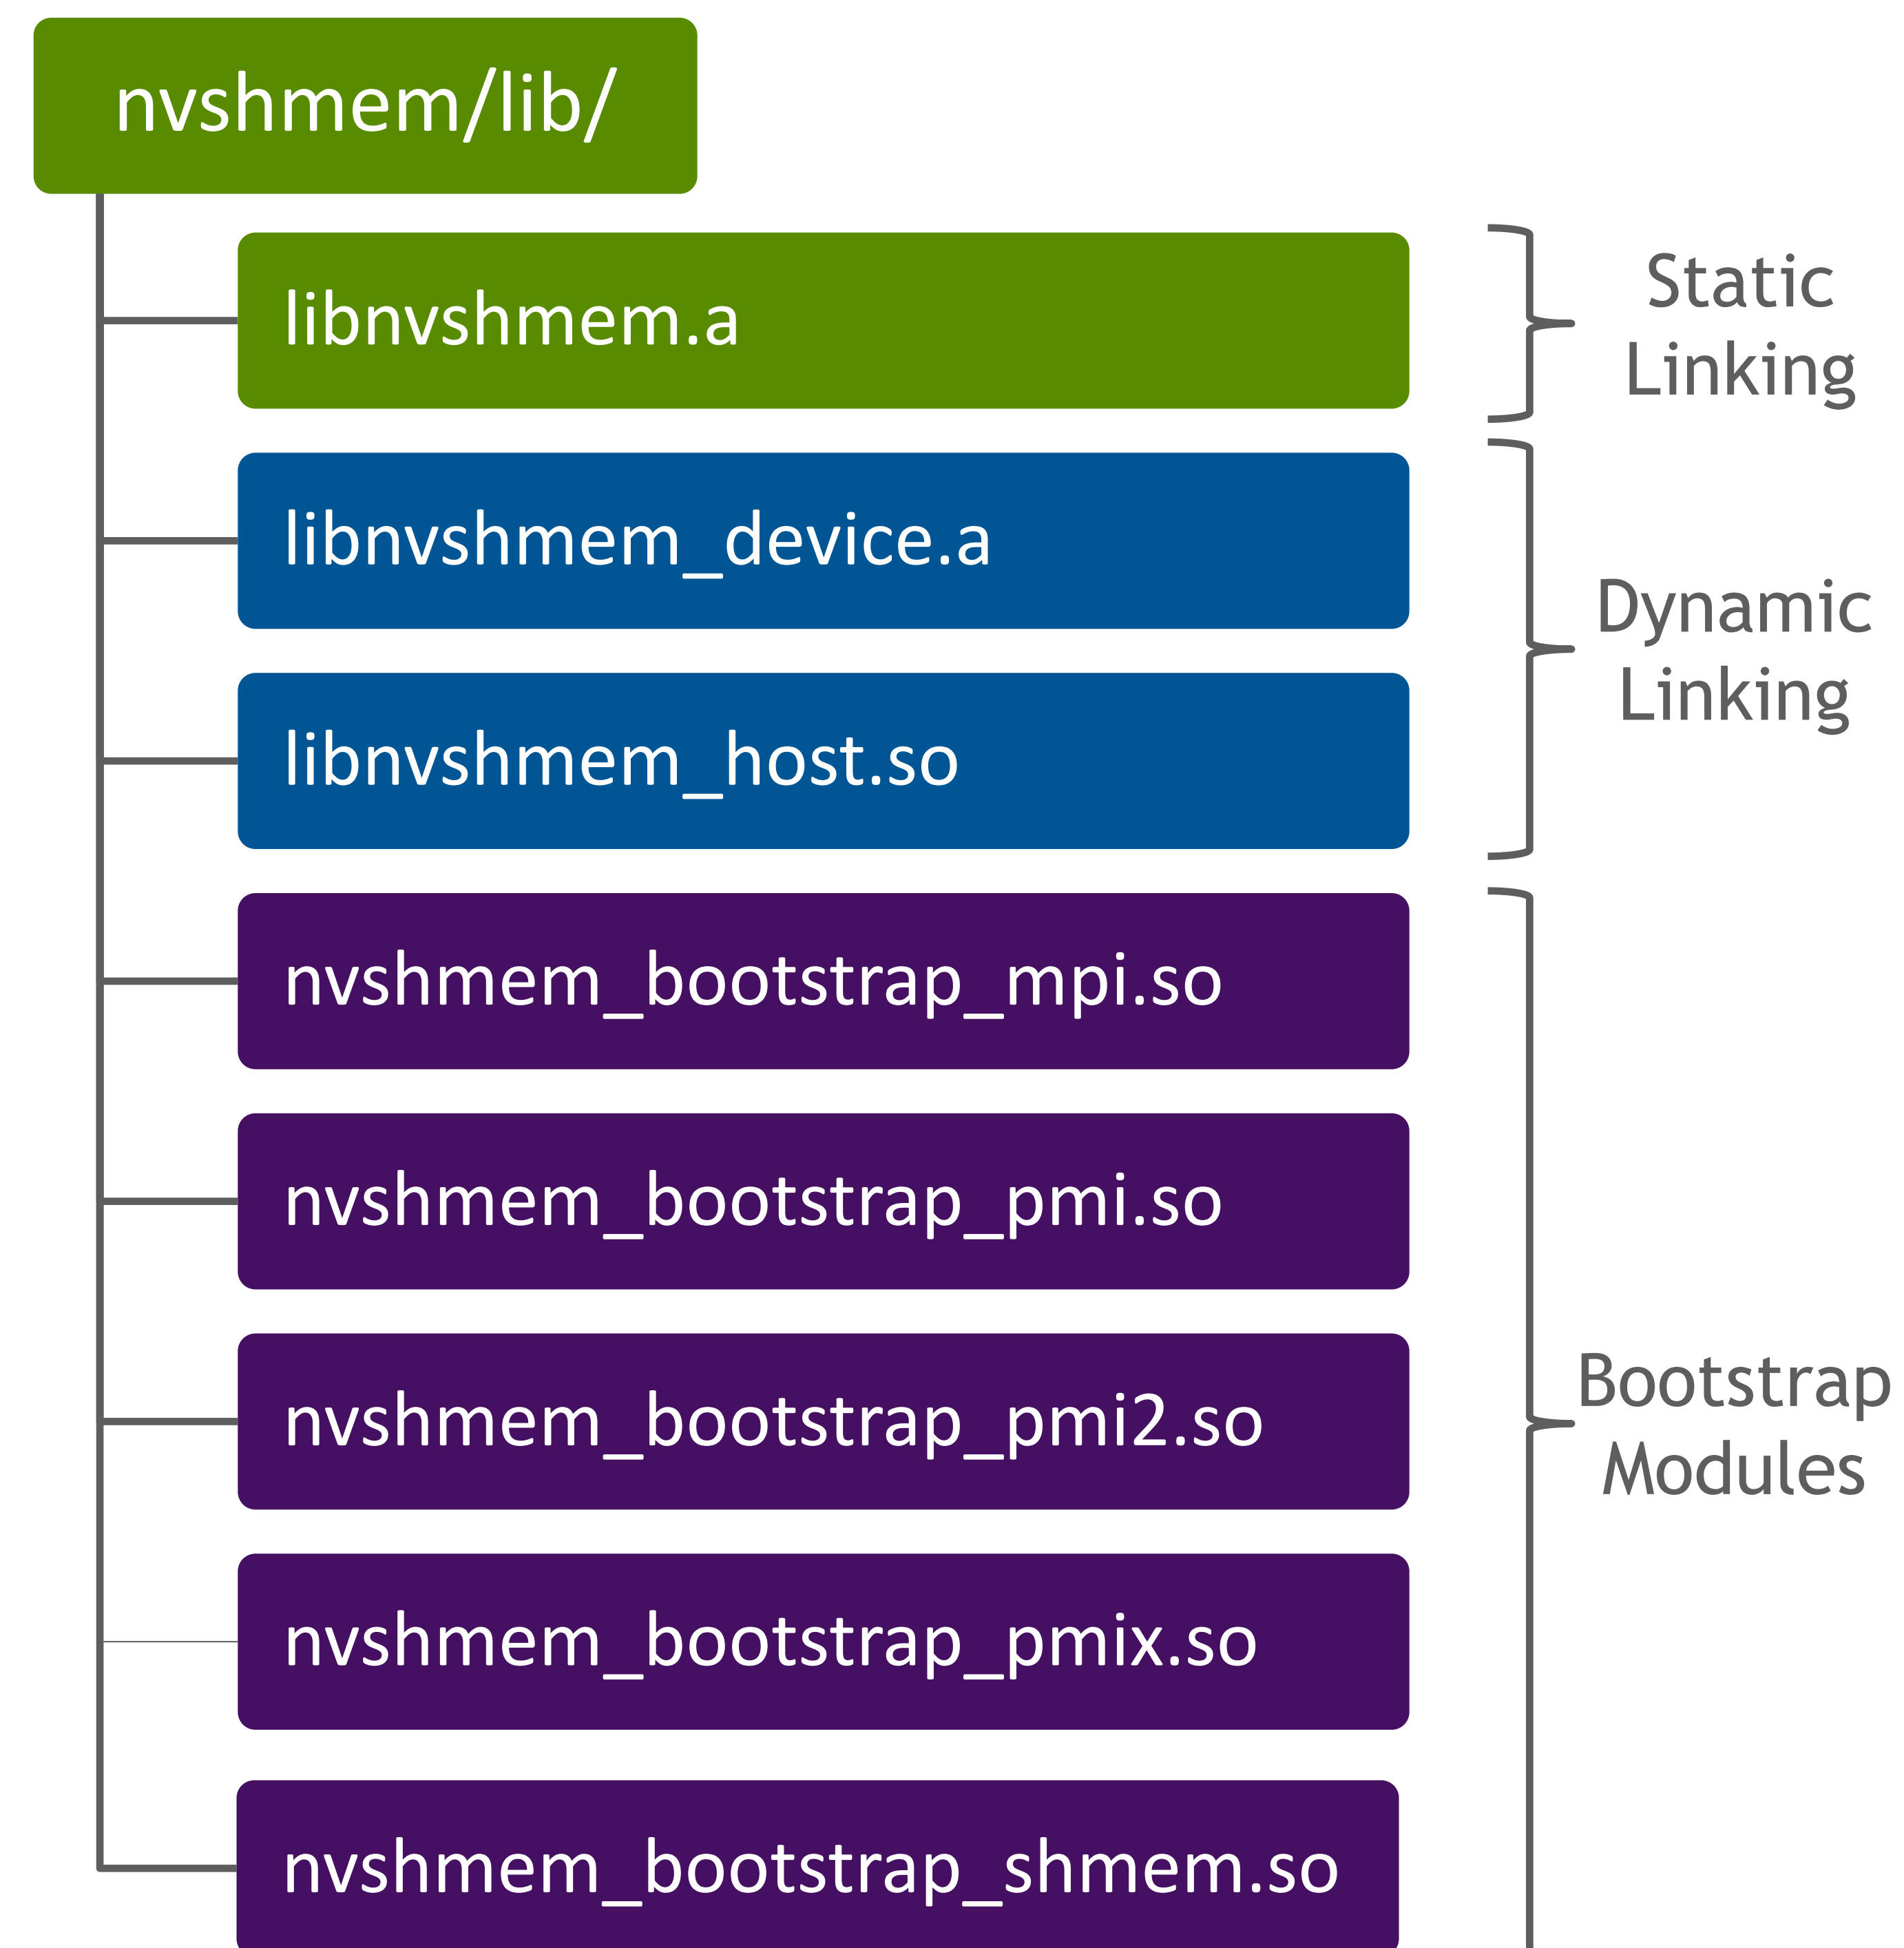 nvshmem/lib/
libnvshmem.a
Static
Linking
libnvshmem_device.a
Dynamic
Linking
libnvshmem_host.so
nvshmem_bootstrap_mpi.so
nvshmem_bootstrap_pmi.so
nvshmem_bootstrap_pmi2.so
Bootstrap
Modules
nvshmem_bootstrap_pmix.so
nvshmem_bootstrap_shmem.so